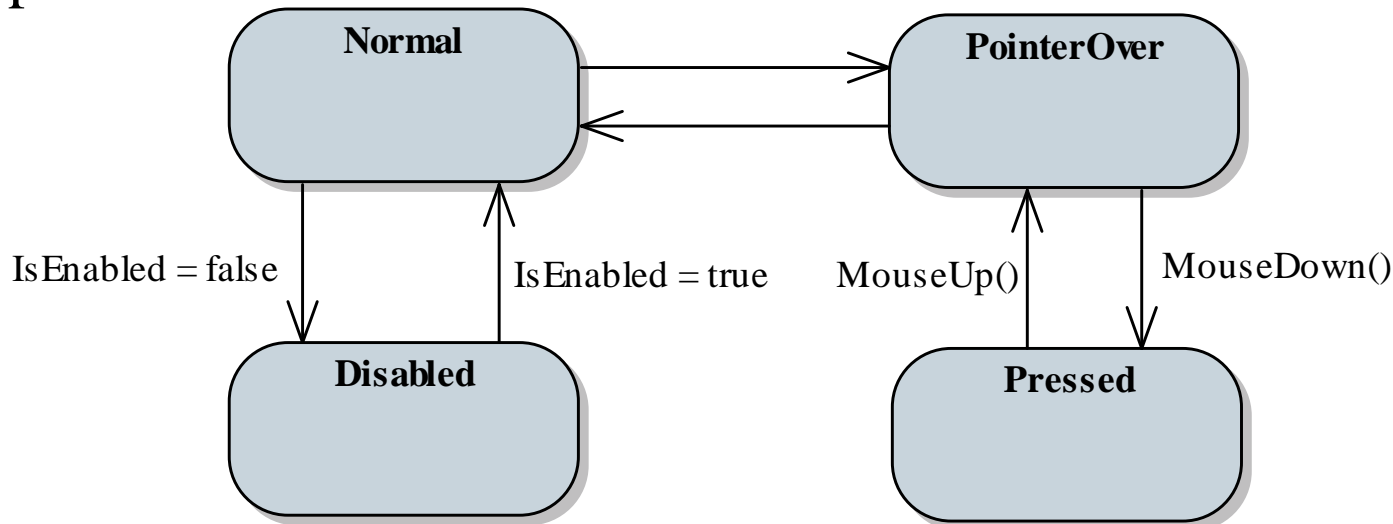 Normal
PointerOver
IsEnabled = false
IsEnabled = true
MouseUp()
MouseDown()
Disabled
Pressed